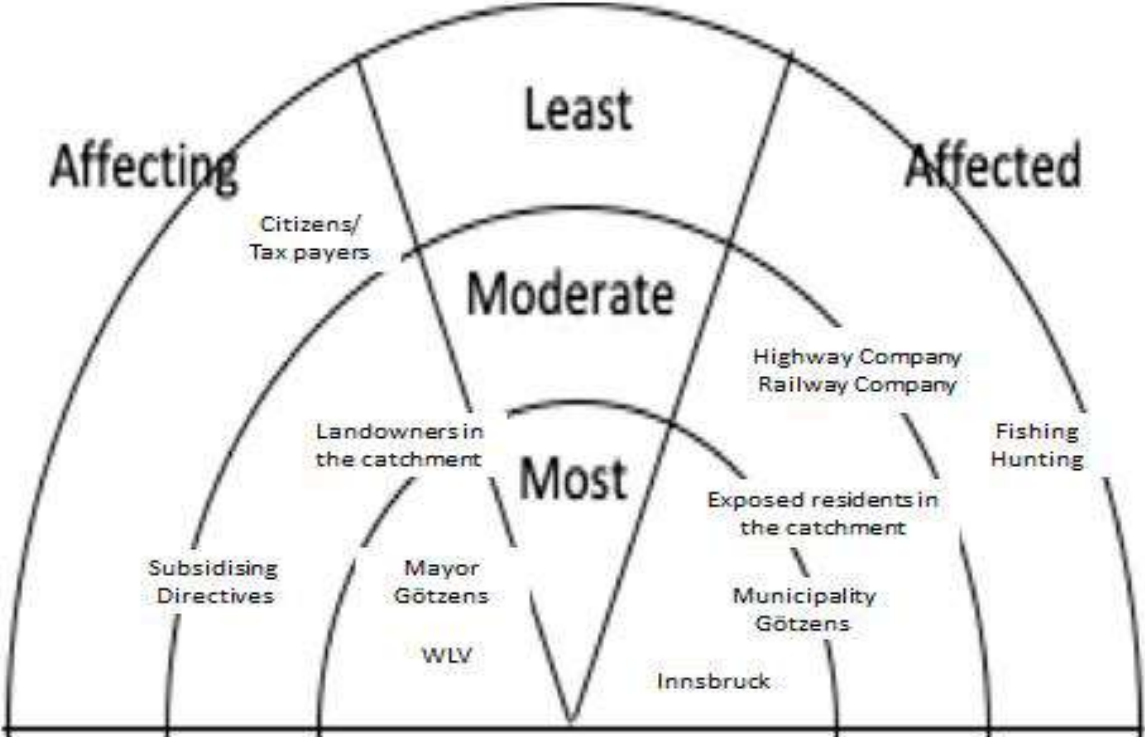 Least
Affecting
Affected
Citizens/
Tax payers
Moderate
Highway Company
Railway Company
Landowners in
the catchment
Fishing
Hunting
Most
Exposed residents in
the catchment
Subsidising
Directives
Mayor
Götzens
Municipality
Götzens
WLV
Innsbruck